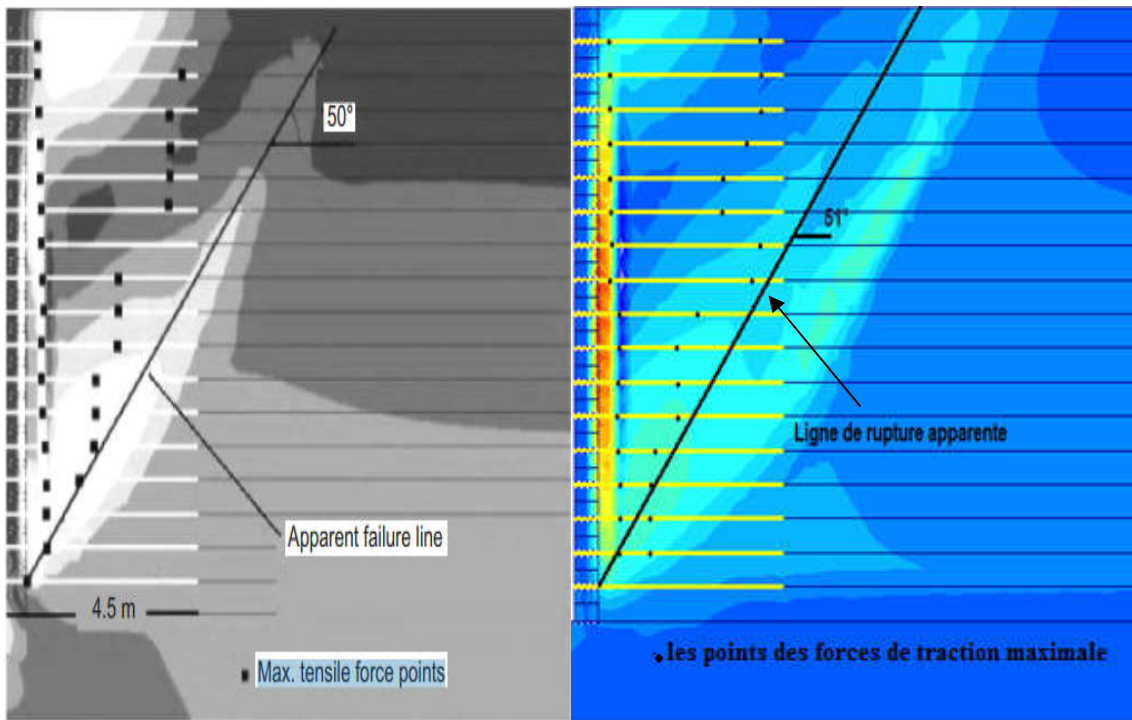 50°
Apparent failure line
4.5 m
Max. tensile force points
51°
Ligne de rupture apparente
les points des forces de traction maximale